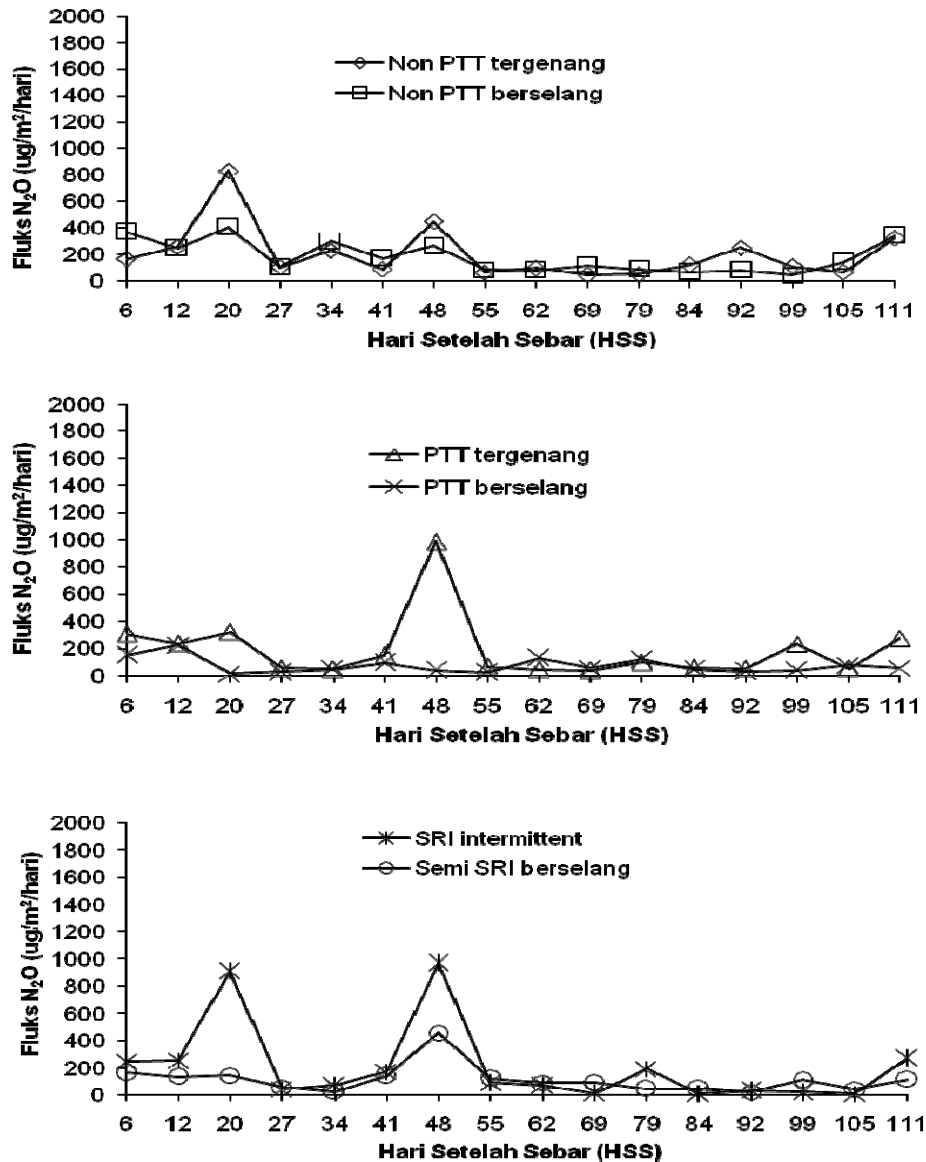 2000
1800
1600
1400
1200
1000
800
600
400
200
0
Fluks N₂O (ug/m²/hari)
Non PTT tergenang
Non PTT berselang
6 12 20 27 34 41 48 55 62 69 79 84 92 99 105 111
Hari Setelah Sebar (HSS)
2000
1800
1600
1400
1200
1000
800
600
400
200
0
Fluks N₂O (ug/m²/hari)
PTT tergenang
PTT berselang
6 12 20 27 34 41 48 55 62 69 79 84 92 99 105 111
Hari Setelah Sebar (HSS)
2000
1800
1600
1400
1200
1000
800
600
400
200
0
Fluks N₂O (ug/m²/hari)
SRI intermittent
Semi SRI berselang
6 12 20 27 34 41 48 55 62 69 79 84 92 99 105 111
Hari Setelah Sebar (HSS)